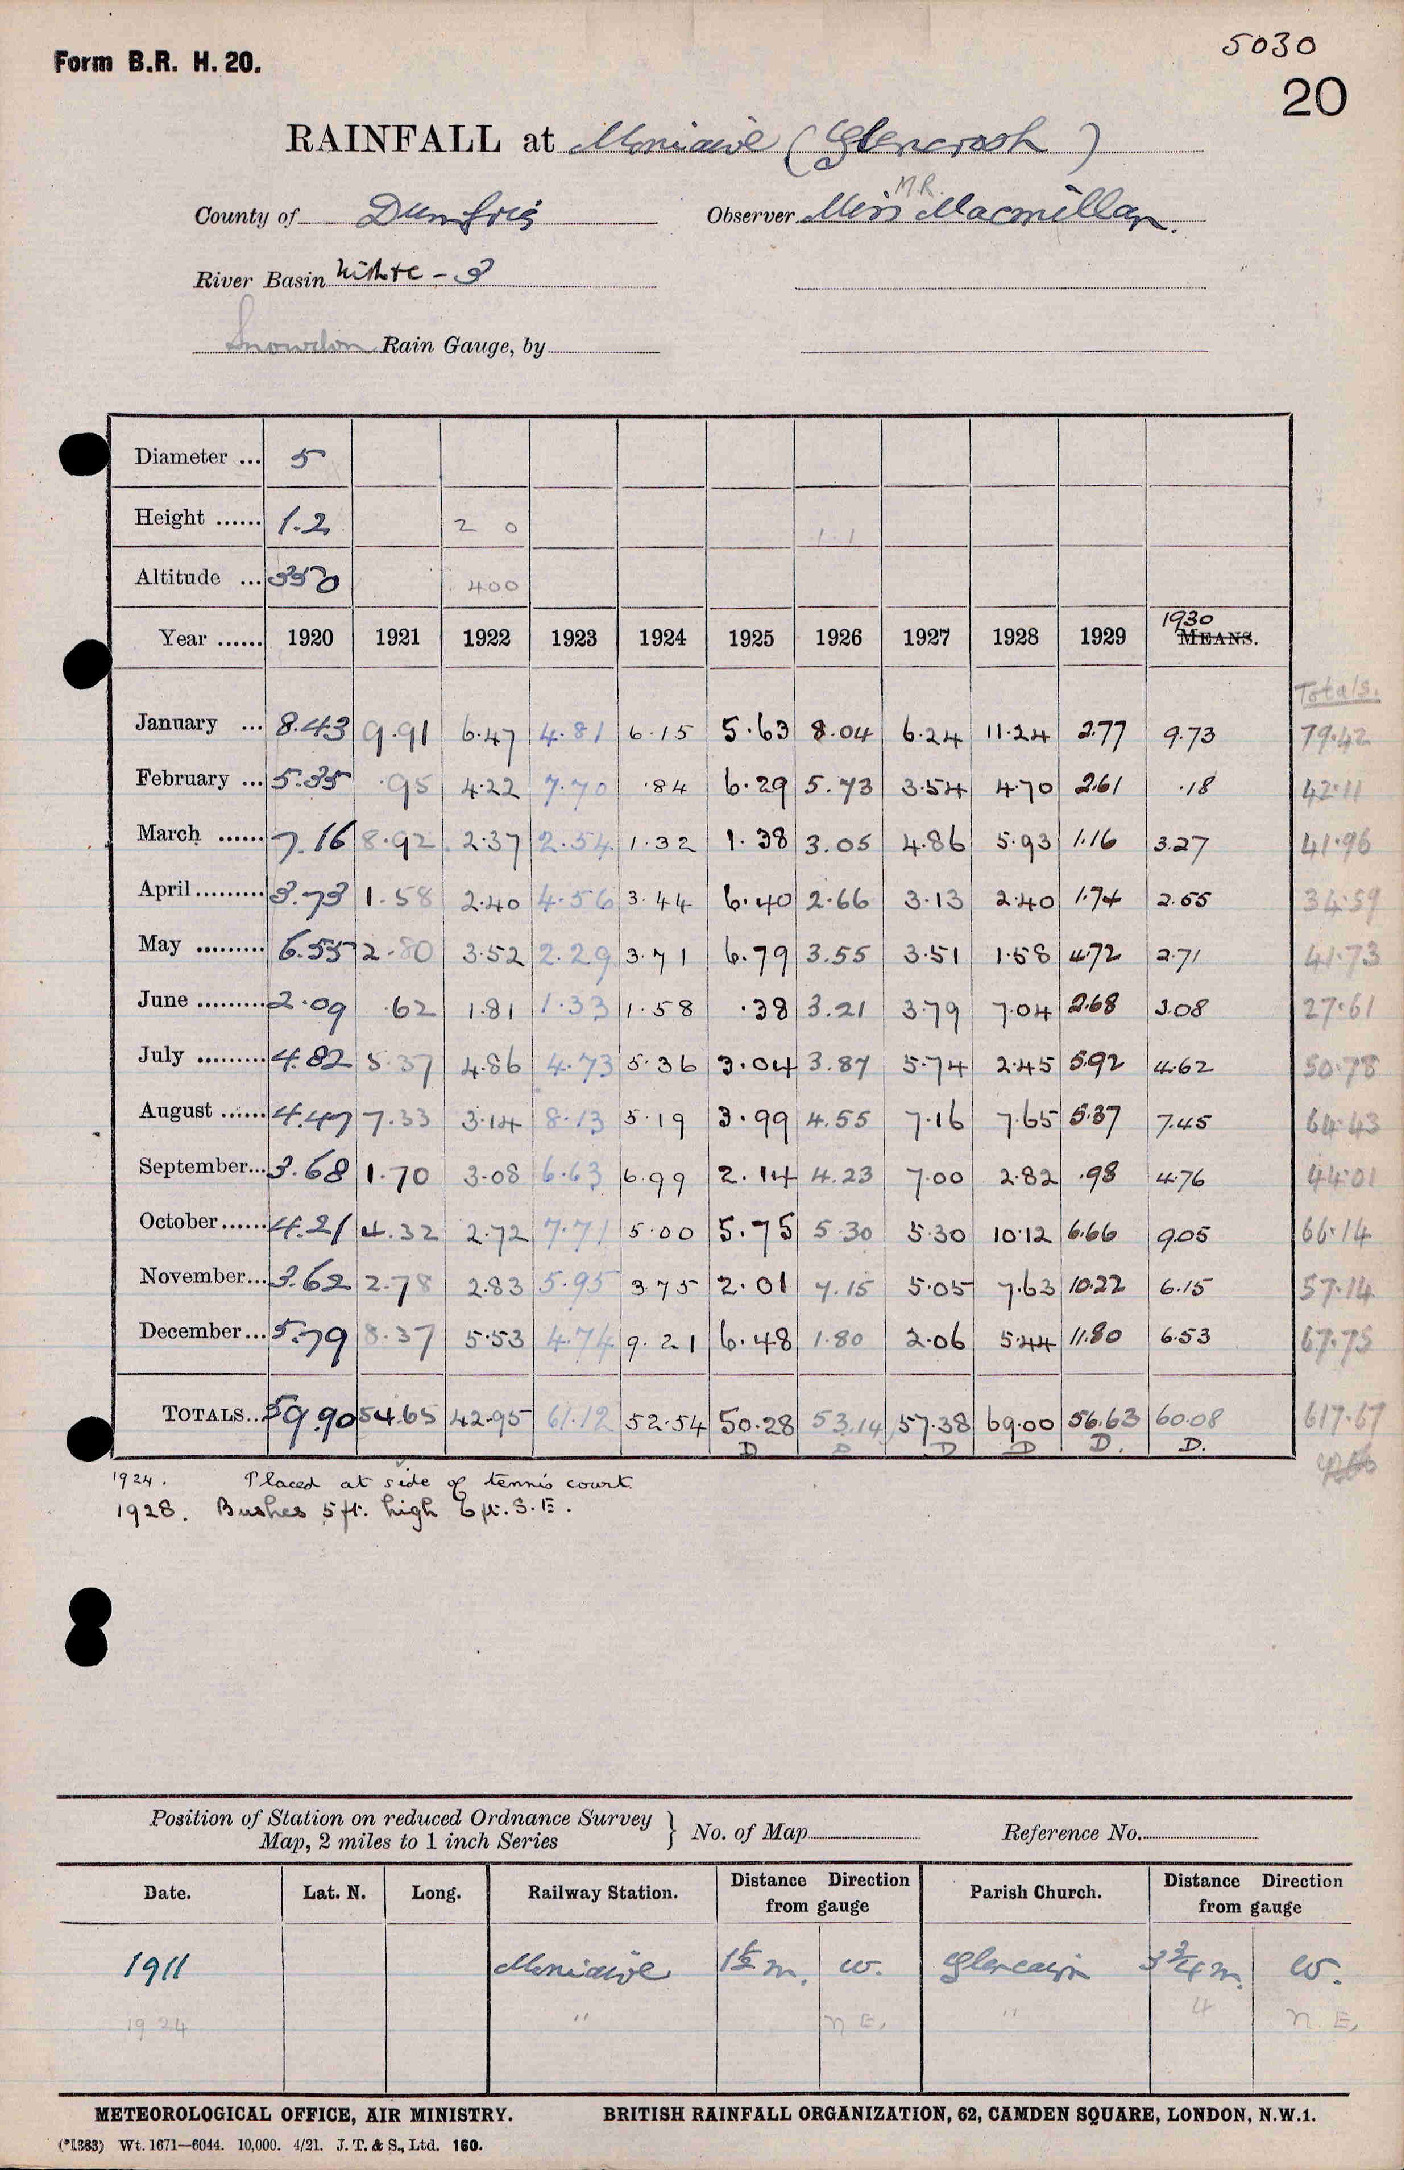 5030
Form B.R. H. 20.
20
RAINFALL at Moniaive (Glencrosh)
M.R.
County of Dumfries Observer Miss Macmillan.
River Basin Nith &c - 3
Snowdon Rain Gauge, by
Diameter ... 5
Height ...... 1.2 2 0 1.1
Altitude ... 350 400
Year ...... 1920 1921 1922 1923 1924 1925 1926 1927 1928 1929 1930 MEANS.
Totals.
January ... 8.43 9.91 6.47 4.81 6.15 5.63 8.04 6.24 11.24 2.77 9.73 79.42
February ... 5.35 .95 4.22 7.70 .84 6.29 5.73 3.54 4.70 2.61 .18 42.11
March ...... 7.16 8.92 2.37 2.54 1.32 1.38 3.05 4.86 5.93 1.16 3.27 41.96
April ......... 3.73 1.58 2.40 4.56 3.44 6.40 2.66 3.13 2.40 1.74 2.55 34.59
May ......... 6.55 2.80 3.52 2.29 3.71 6.79 3.55 3.51 1.58 4.72 2.71 41.73
June ......... 2.09 .62 1.81 1.33 1.58 .38 3.21 3.79 7.04 2.68 3.08 27.61
July ......... 4.82 5.37 4.86 4.73 5.36 3.04 3.87 5.74 2.45 5.92 4.62 50.78
August ...... 4.47 7.33 3.14 8.13 5.19 3.99 4.55 7.16 7.65 5.37 7.45 64.43
September... 3.68 1.70 3.08 6.63 6.99 2.14 4.23 7.00 2.82 .98 4.76 44.01
October...... 4.21 4.32 2.72 7.71 5.00 5.75 5.30 5.30 10.12 6.66 9.05 66.14
November... 3.62 2.78 2.83 5.95 3.75 2.01 7.15 5.05 7.63 10.22 6.15 57.14
December... 5.79 8.37 5.53 4.74 9.21 6.48 1.80 2.06 5.44 11.80 6.53 67.75
TOTALS.. 59.90 54.65 42.95 61.12 52.54 50.28 53.14 57.38 69.00 56.63 60.08 617.67
D D D D D. D.
1924. Placed at side of tennis court.
1928. Bushes 5 ft. high 6 ft. S.E.
Position of Station on reduced Ordnance Survey
Map, 2 miles to 1 inch Series } No. of Map Reference No.
Date. Lat. N. Long. Railway Station. Distance Direction from gauge Parish Church. Distance Direction from gauge
1911 Moniaive 1½ m. W. Glencairn 3¾ m. W.
1924 " N.E. " 4 N.E.
METEOROLOGICAL OFFICE, AIR MINISTRY. BRITISH RAINFALL ORGANIZATION, 62, CAMDEN SQUARE, LONDON, N.W.1.
(*1383) Wt. 1671—6044. 10,000. 4/21. J. T. & S., Ltd. 160.